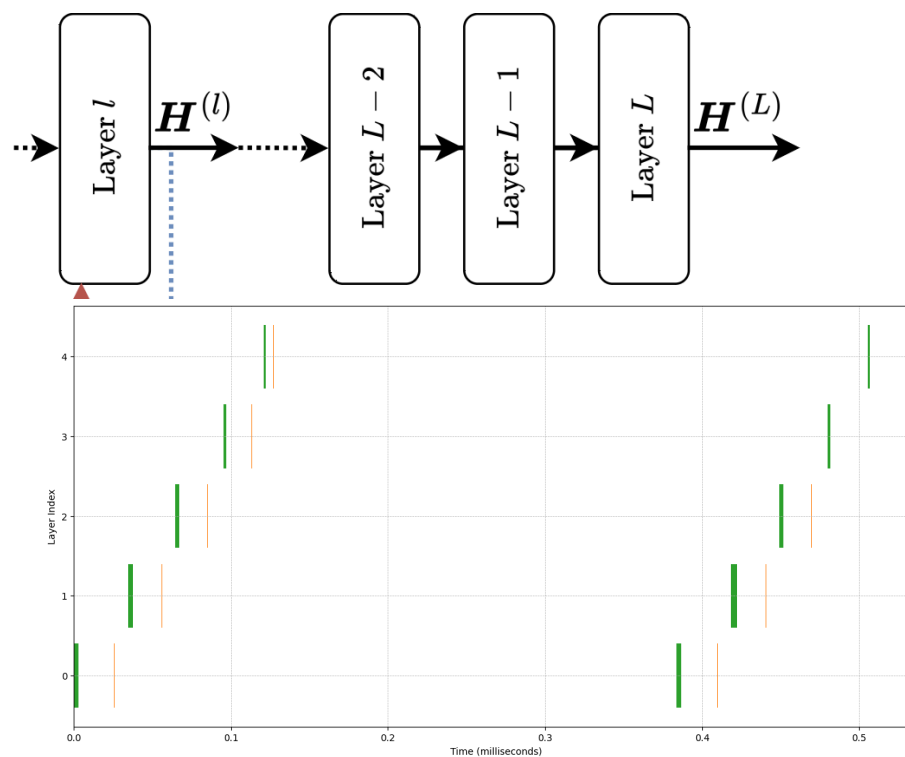 Layer l
H^(l)
Layer L − 2
Layer L − 1
Layer L
H^(L)
Layer Index
4
3
2
1
0
0.0 0.1 0.2 0.3 0.4 0.5
Time (milliseconds)